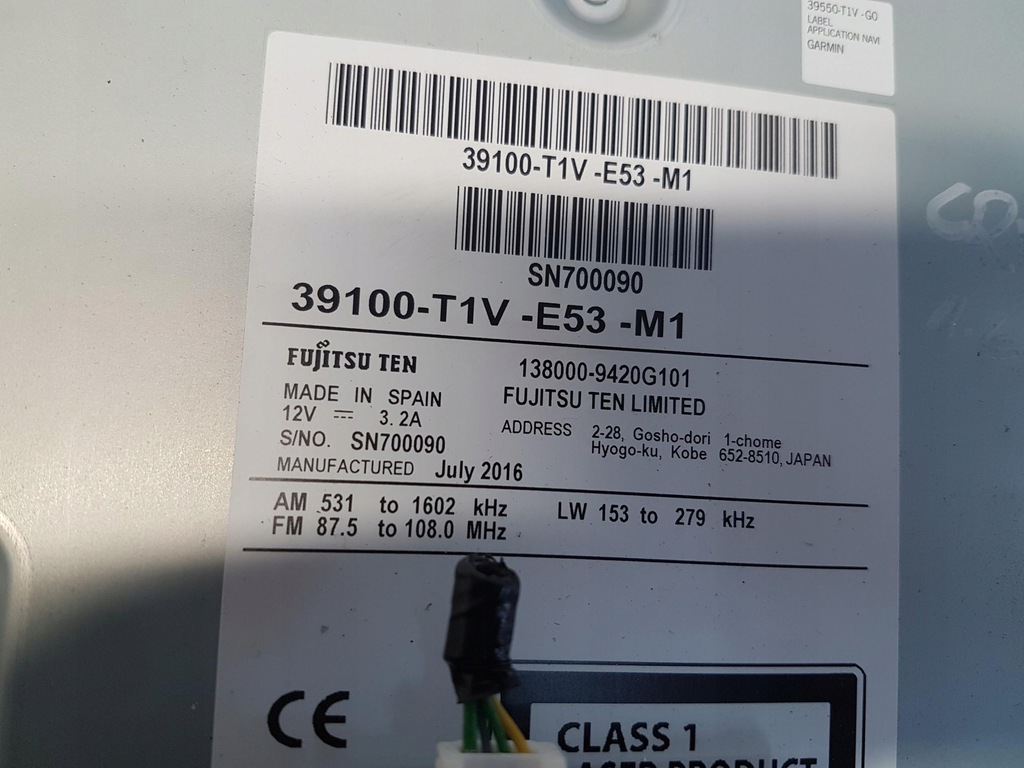 39550-T1V -G0
LABEL
APPLICATION NAVI
GARMIN
39100-T1V -E53 -M1
SN700090
39100-T1V -E53 -M1
FUJITSU TEN
138000-9420G101
MADE IN SPAIN
FUJITSU TEN LIMITED
12V ⎓ 3.2A
ADDRESS 2-28, Gosho-dori 1-chome
Hyogo-ku, Kobe 652-8510, JAPAN
S/NO. SN700090
MANUFACTURED July 2016
AM 531 to 1602 kHz LW 153 to 279 kHz
FM 87.5 to 108.0 MHz
CE
CLASS 1
LASER PRODUCT